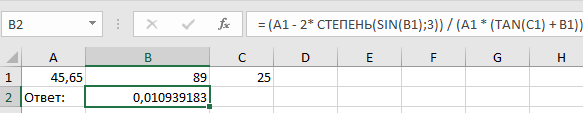 B2 fx = (A1 - 2* СТЕПЕНЬ(SIN(B1);3)) / (A1 * (TAN(C1) + B1))
A B C D E F G H
1 45,65 89 25
2 Ответ: 0,010939183